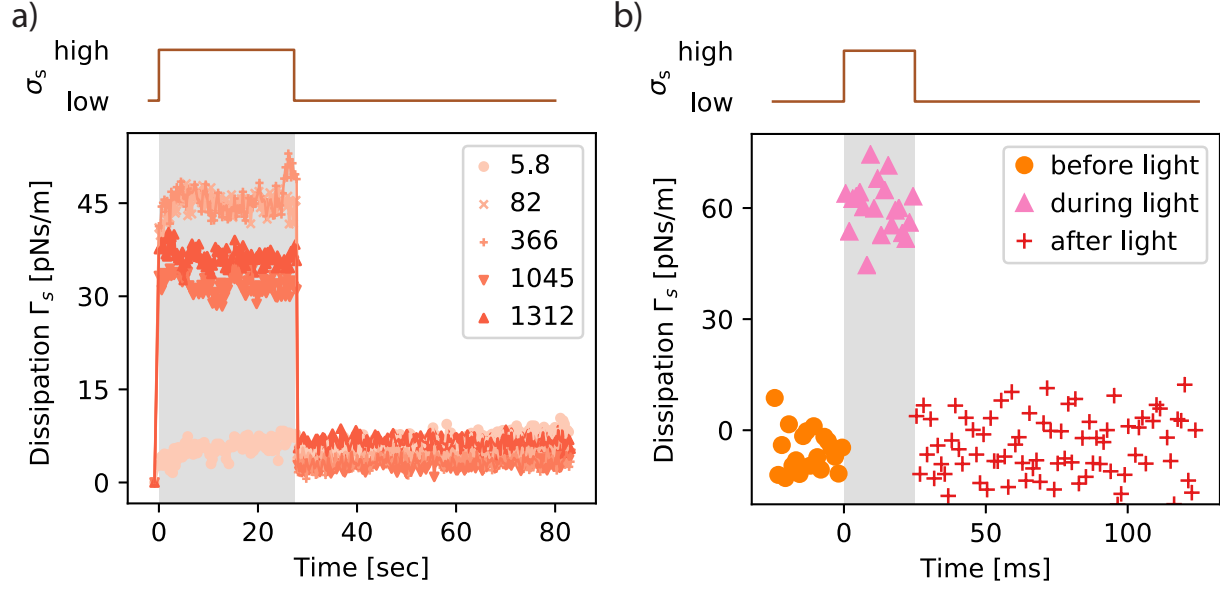 a)
high
σs
low
Dissipation Γs [pNs/m]
45
30
15
0
5.8
82
366
1045
1312
0 20 40 60 80
Time [sec]
b)
high
σs
low
Dissipation Γs [pNs/m]
60
30
0
before light
during light
after light
0 50 100
Time [ms]